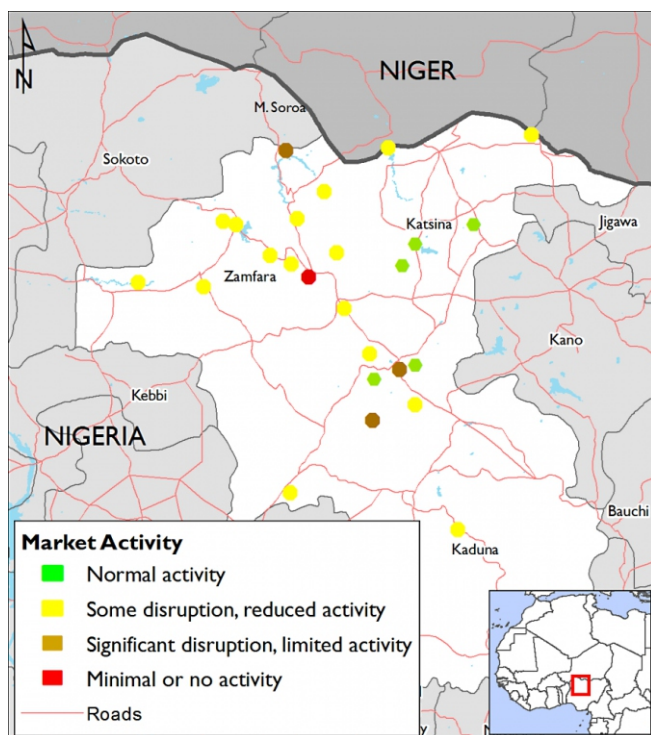 N
NIGER
M. Soroa
Sokoto
Katsina
Jigawa
Zamfara
Kano
Kebbi
NIGERIA
Bauchi
Kaduna
Market Activity
Normal activity
Some disruption, reduced activity
Significant disruption, limited activity
Minimal or no activity
Roads